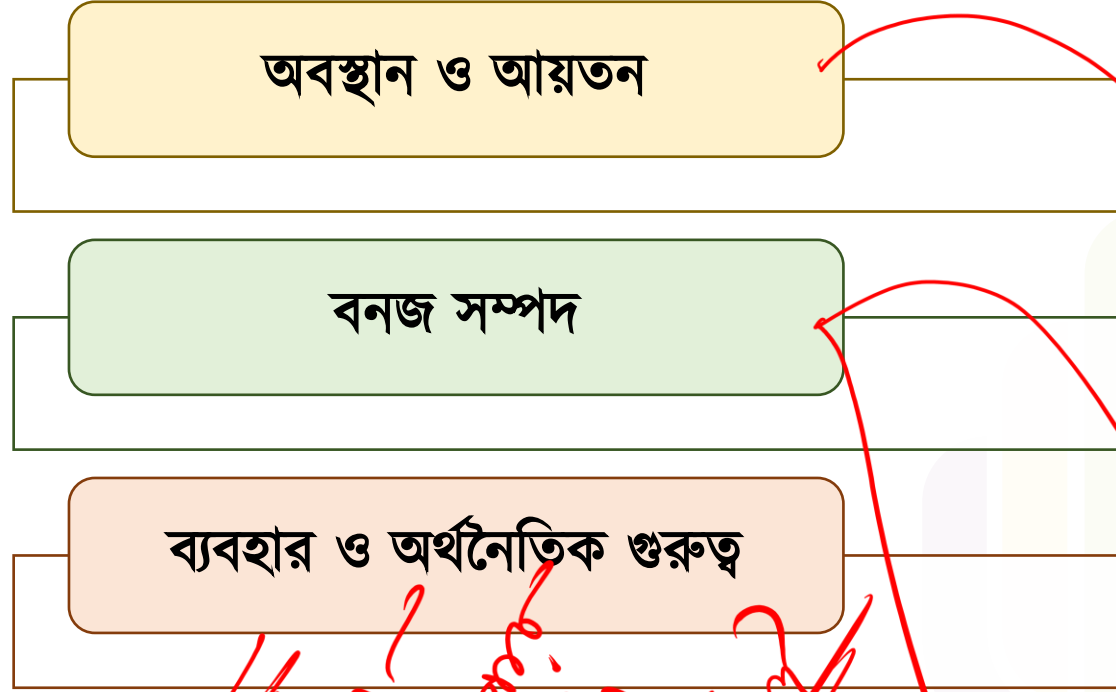 অবস্থান ও আয়তন
বনজ সম্পদ
ব্যবহার ও অর্থনৈতিক গুরুত্ব